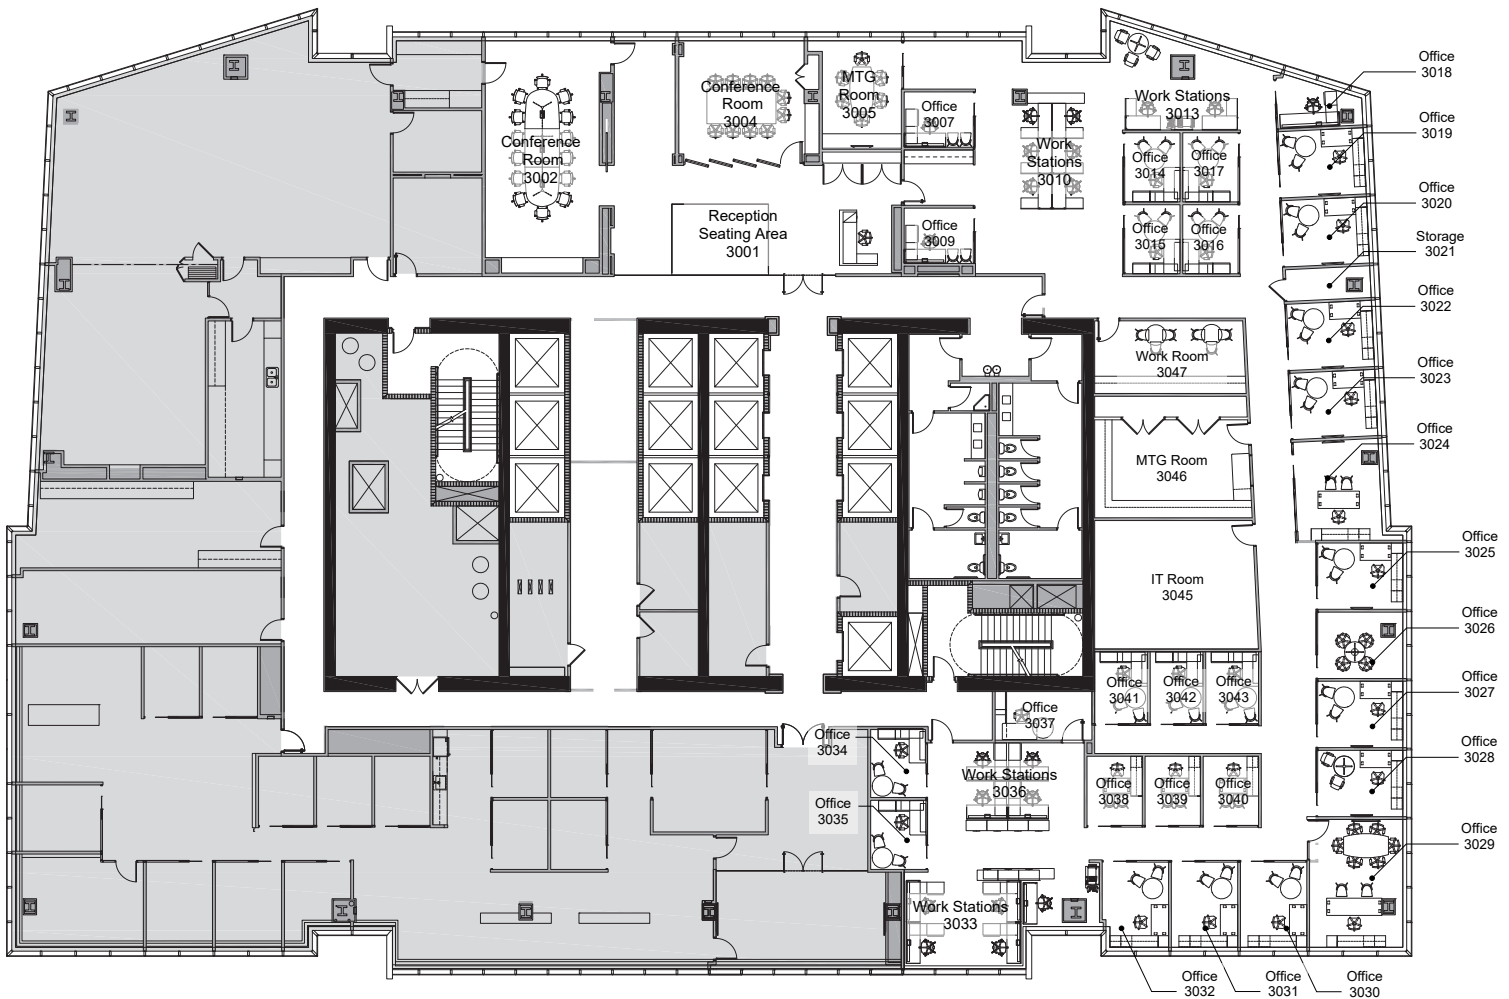 Office
3018
Office
3019
Office
3020
Storage
3021
Office
3022
Office
3023
Office
3024
Office
3025
Office
3026
Office
3027
Office
3028
Office
3029
Office
3030
Office
3031
Office
3032
Conference
Room
3002
Conference
Room
3004
MTG
Room
3005
Office
3007
Office
3009
Reception
Seating Area
3001
Work
Stations
3010
Work Stations
3013
Office
3014
Office
3017
Office
3015
Office
3016
Work Room
3047
MTG Room
3046
IT Room
3045
Office
3041
Office
3042
Office
3043
Office
3037
Office
3034
Office
3035
Work Stations
3036
Office
3038
Office
3039
Office
3040
Work Stations
3033